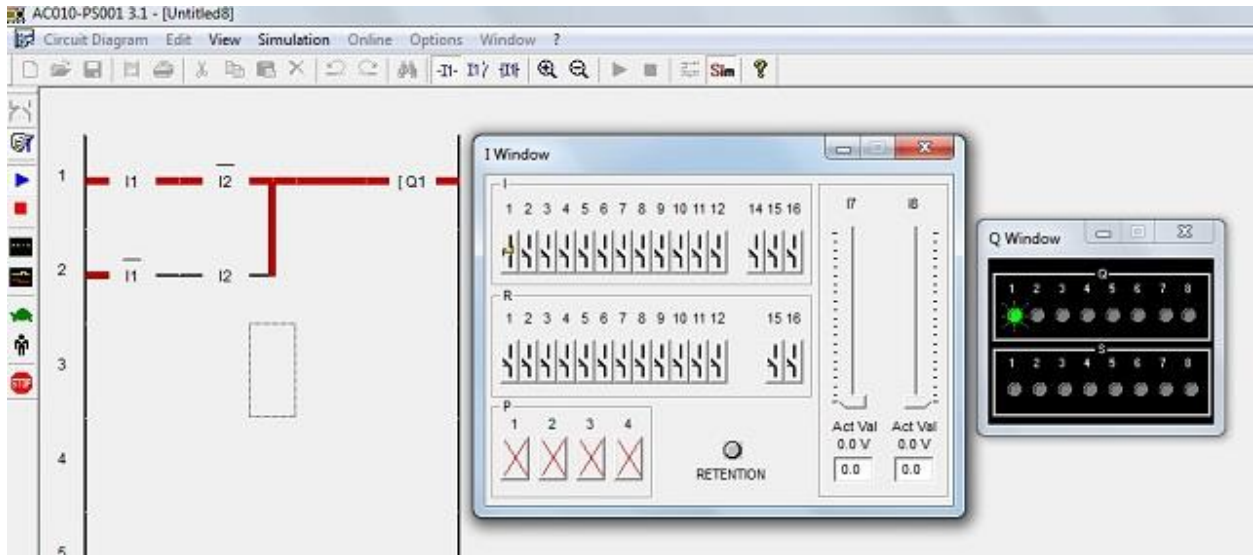 AC010-PS001 3.1 - [Untitled8]
Circuit Diagram Edit View Simulation Online Options Window ?
Sim ?
1 I1 I2 [ Q1
2 I1 I2
3
4
5
STOP
I Window
I
1 2 3 4 5 6 7 8 9 10 11 12 14 15 16
R
1 2 3 4 5 6 7 8 9 10 11 12 15 16
P
1 2 3 4
RETENTION
I7 I8
Act Val Act Val
0.0 V 0.0 V
0.0 0.0
Q Window
Q
1 2 3 4 5 6 7 8
S
1 2 3 4 5 6 7 8